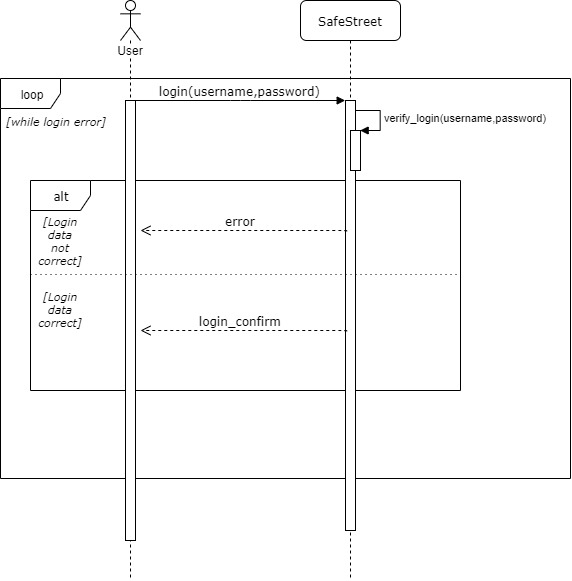 User
SafeStreet
loop
[while login error]
login(username,password)
verify_login(username,password)
alt
[Login
data
not
correct]
error
[Login
data
correct]
login_confirm